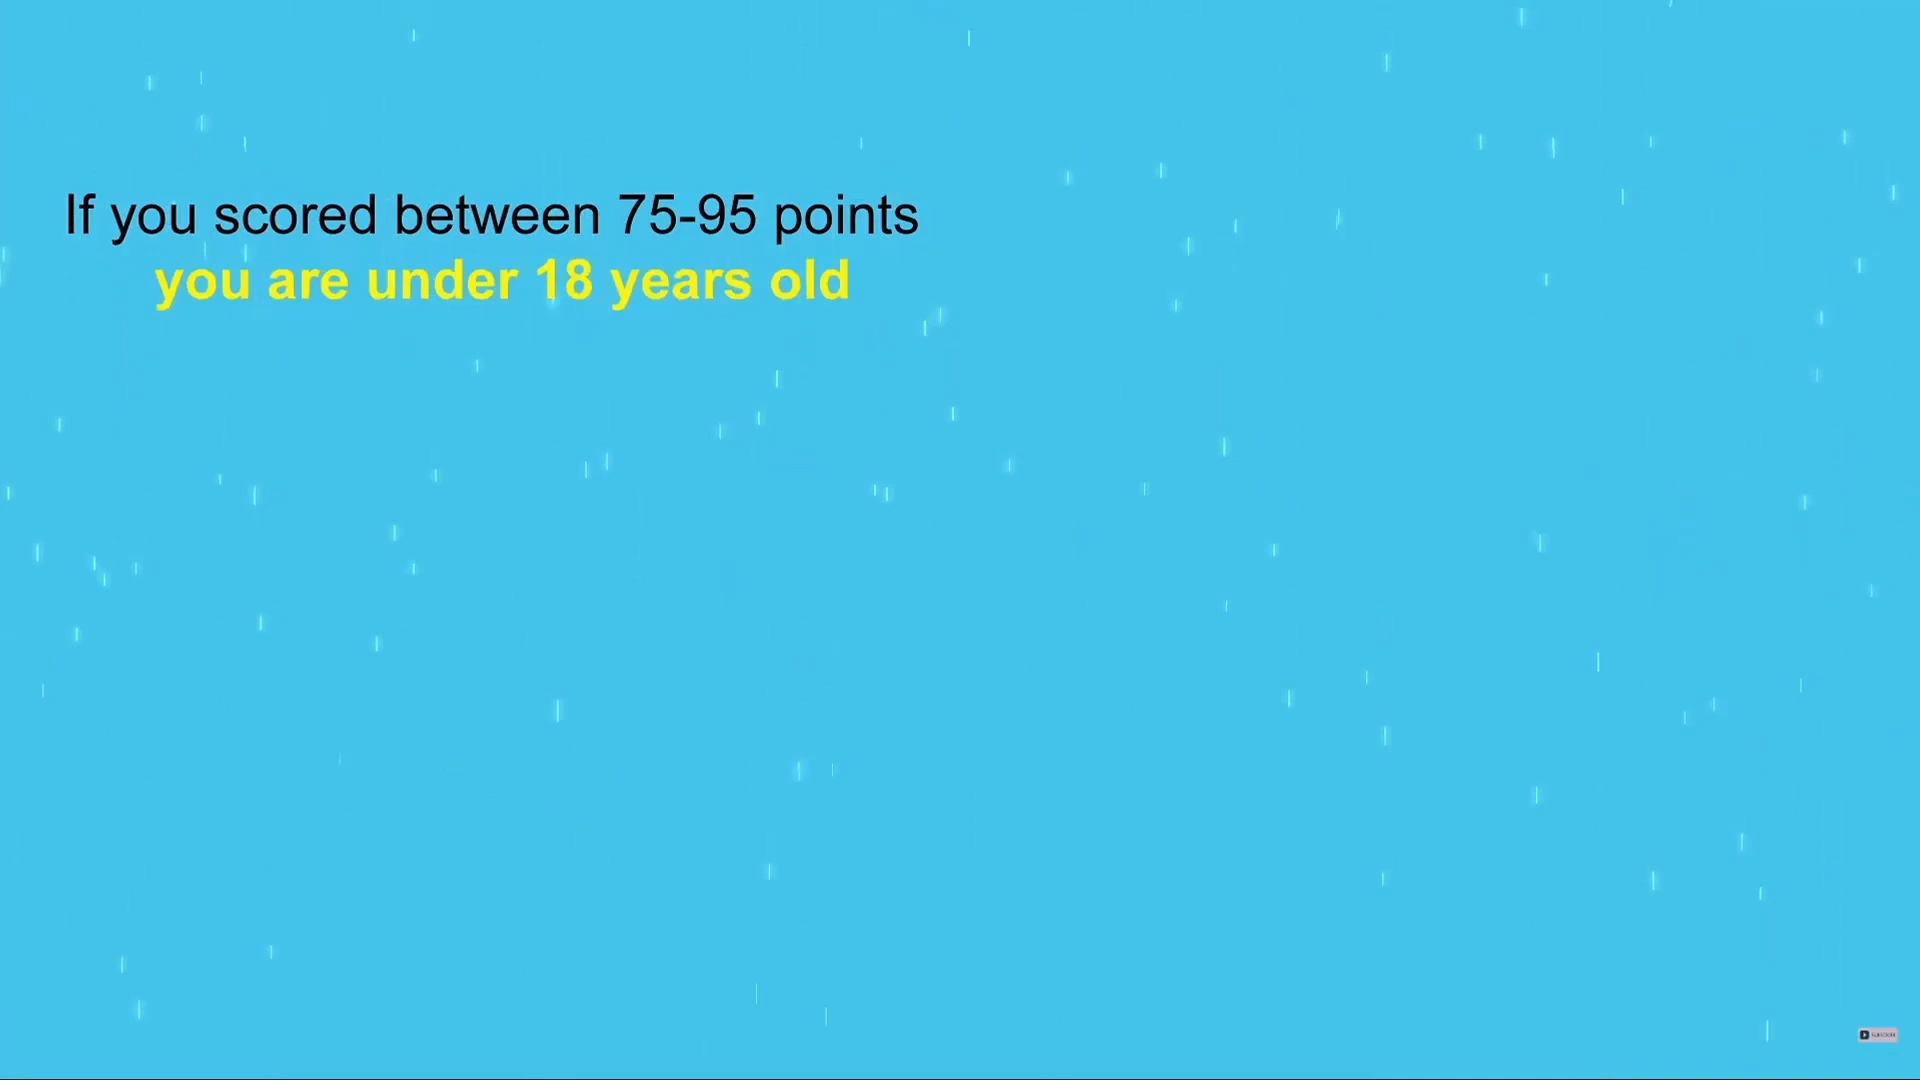 If you scored between 75-95 points
you are under 18 years old